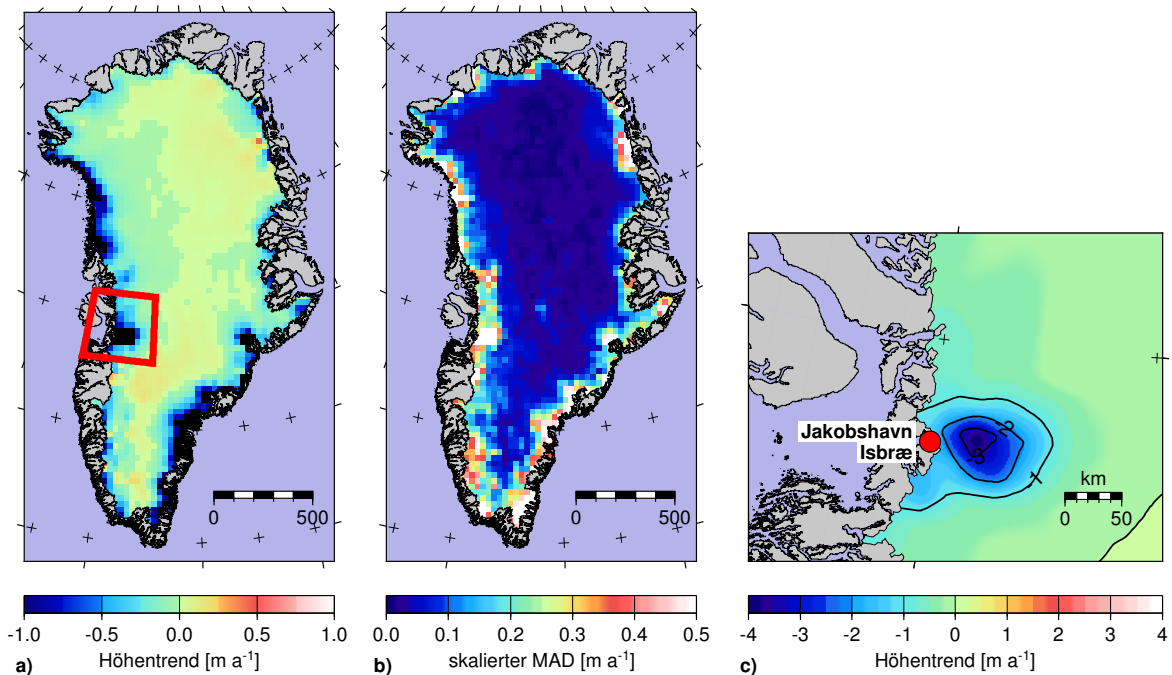 0 500
0 500
Jakobshavn
Isbræ
-2
-3
-1
km
0 50
-1.0 -0.5 0.0 0.5 1.0
a) Höhentrend [m a⁻¹]
0.0 0.1 0.2 0.3 0.4 0.5
b) skalierter MAD [m a⁻¹]
-4 -3 -2 -1 0 1 2 3 4
c) Höhentrend [m a⁻¹]